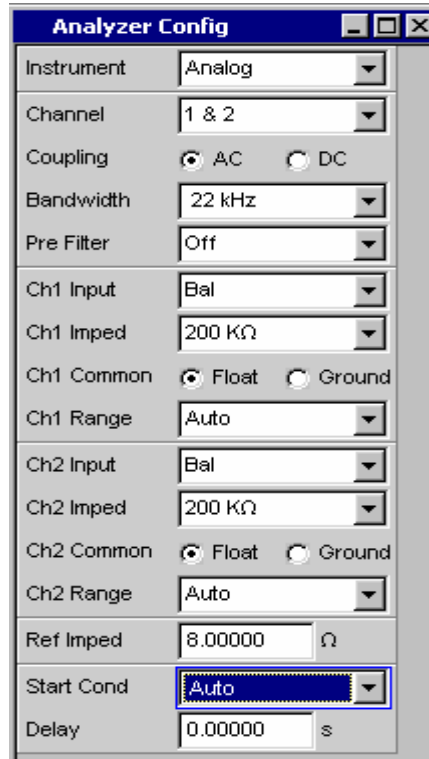 Analyzer Config
Instrument Analog
Channel 1 & 2
Coupling AC DC
Bandwidth 22 kHz
Pre Filter Off
Ch1 Input Bal
Ch1 Imped 200 KΩ
Ch1 Common Float Ground
Ch1 Range Auto
Ch2 Input Bal
Ch2 Imped 200 KΩ
Ch2 Common Float Ground
Ch2 Range Auto
Ref Imped 8.00000 Ω
Start Cond Auto
Delay 0.00000 s